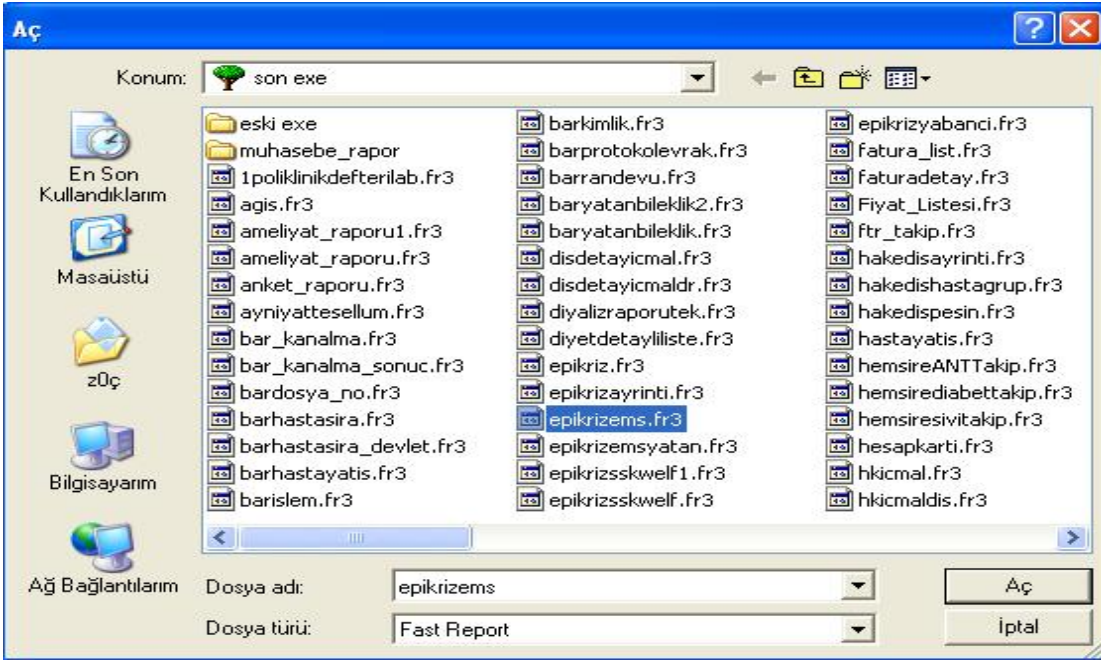 Aç
Konum: son exe
En Son
Kullandıklarım
Masaüstü
z0ç
Bilgisayarım
Ağ Bağlantılarım
eski exe
muhasebe_rapor
1poliklinikdefterilab.fr3
agis.fr3
ameliyat_raporu1.fr3
ameliyat_raporu.fr3
anket_raporu.fr3
ayniyattesellum.fr3
bar_kanalma.fr3
bar_kanalma_sonuc.fr3
bardosya_no.fr3
barhastasira.fr3
barhastasira_devlet.fr3
barhastayatis.fr3
barislem.fr3
barkimlik.fr3
barprotokolevrak.fr3
barrandevu.fr3
baryatanbileklik2.fr3
baryatanbileklik.fr3
disdetayicmal.fr3
disdetayicmaldr.fr3
diyalizraporutek.fr3
diyetdetayliliste.fr3
epikriz.fr3
epikrizayrinti.fr3
epikrizems.fr3
epikrizemsyatan.fr3
epikrizsskwelf1.fr3
epikrizsskwelf.fr3
epikrizyabanci.fr3
fatura_list.fr3
faturadetay.fr3
Fiyat_Listesi.fr3
ftr_takip.fr3
hakedisayrinti.fr3
hakedishastagrup.fr3
hakedispesin.fr3
hastayatis.fr3
hemsireANTTakip.fr3
hemsirediabettakip.fr3
hemsiresivitakip.fr3
hesapkarti.fr3
hkicmal.fr3
hkicmaldis.fr3
Dosya adı: epikrizems
Aç
Dosya türü: Fast Report
İptal